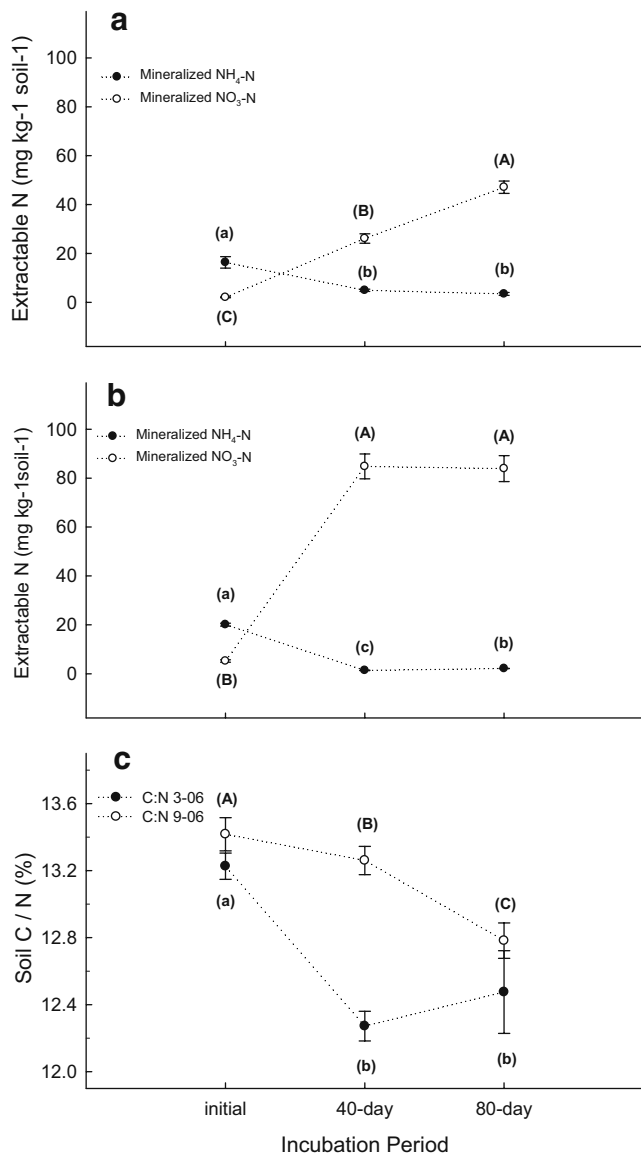 a
Extractable N (mg kg-1 soil-1)
100
80
60
40
20
0
Mineralized NH₄-N
Mineralized NO₃-N
(a)
(C)
(B)
(b)
(A)
(b)
b
Extractable N (mg kg-1soil-1)
100
80
60
40
20
0
Mineralized NH₄-N
Mineralized NO₃-N
(a)
(B)
(A)
(c)
(A)
(b)
c
Soil C / N (%)
13.6
13.2
12.8
12.4
12.0
C:N 3-06
C:N 9-06
(A)
(a)
(B)
(b)
(C)
(b)
initial 40-day 80-day
Incubation Period